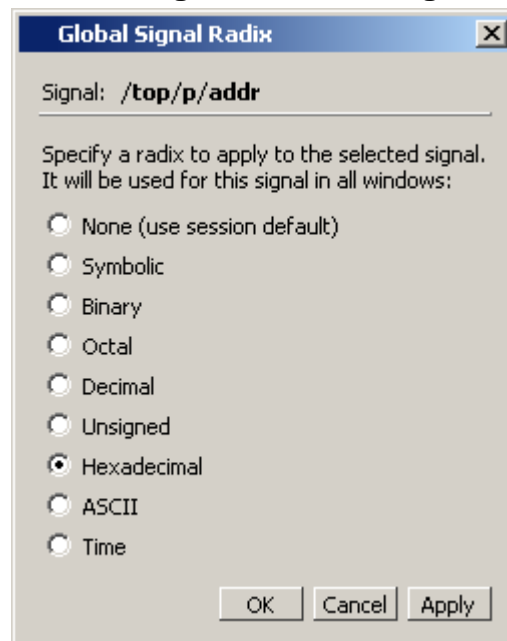 Global Signal Radix
Signal: /top/p/addr
Specify a radix to apply to the selected signal.
It will be used for this signal in all windows:
None (use session default)
Symbolic
Binary
Octal
Decimal
Unsigned
Hexadecimal
ASCII
Time
OK Cancel Apply